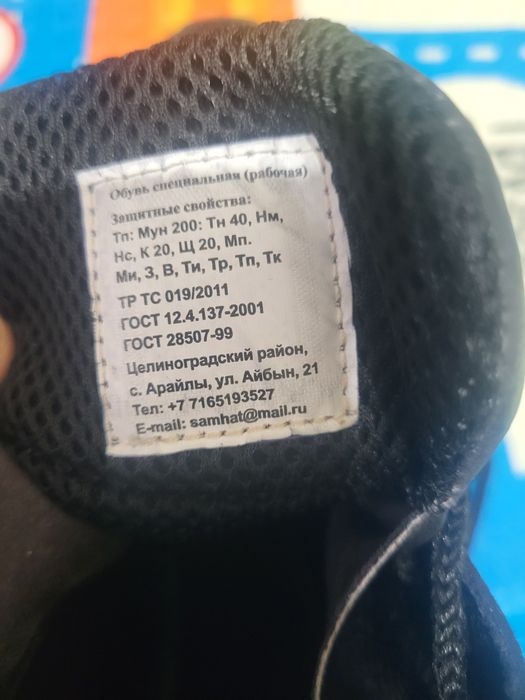 Обувь специальная (рабочая)
Защитные свойства:
Тп: Мун 200: Тн 40, Нм,
Нс, К 20, Щ 20, Мп.
Ми, З, В, Ти, Тр, Тп, Тк
ТР ТС 019/2011
ГОСТ 12.4.137-2001
ГОСТ 28507-99
Целиноградский район,
с. Арайлы, ул. Айбын, 21
Тел: +7 7165193527
E-mail: samhat@mail.ru